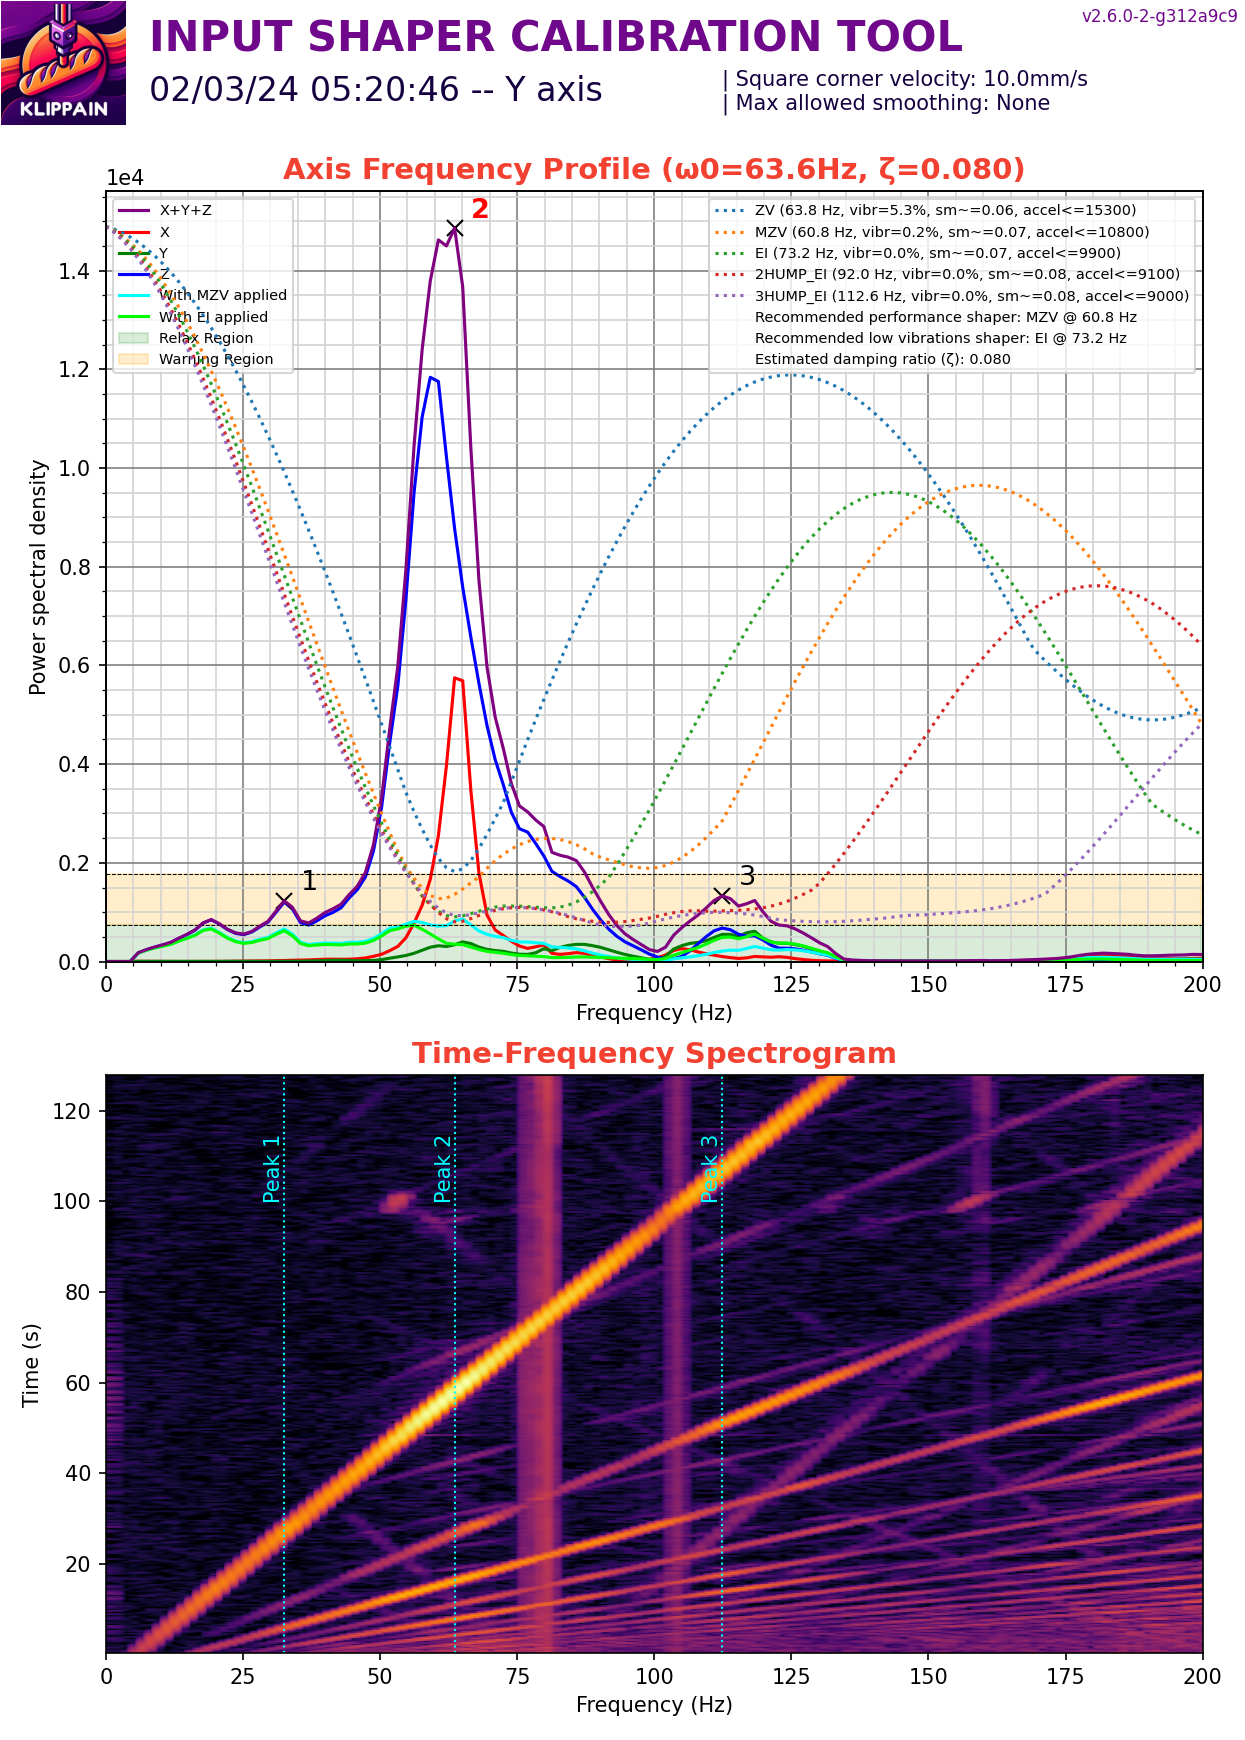 INPUT SHAPER CALIBRATION TOOL
v2.6.0-2-g312a9c9
KLIPPAIN
02/03/24 05:20:46 -- Y axis
| Square corner velocity: 10.0mm/s
| Max allowed smoothing: None
Axis Frequency Profile (ω0=63.6Hz, ζ=0.080)
1e4
X+Y+Z
X
Y
Z
With MZV applied
With EI applied
Relax Region
Warning Region
ZV (63.8 Hz, vibr=5.3%, sm~=0.06, accel<=15300)
MZV (60.8 Hz, vibr=0.2%, sm~=0.07, accel<=10800)
EI (73.2 Hz, vibr=0.0%, sm~=0.07, accel<=9900)
2HUMP_EI (92.0 Hz, vibr=0.0%, sm~=0.08, accel<=9100)
3HUMP_EI (112.6 Hz, vibr=0.0%, sm~=0.08, accel<=9000)
Recommended performance shaper: MZV @ 60.8 Hz
Recommended low vibrations shaper: EI @ 73.2 Hz
Estimated damping ratio (ζ): 0.080
1
2
3
Power spectral density
1.4
1.2
1.0
0.8
0.6
0.4
0.2
0.0
0 25 50 75 100 125 150 175 200
Frequency (Hz)
Time-Frequency Spectrogram
Peak 1
Peak 2
Peak 3
Time (s)
120
100
80
60
40
20
0 25 50 75 100 125 150 175 200
Frequency (Hz)